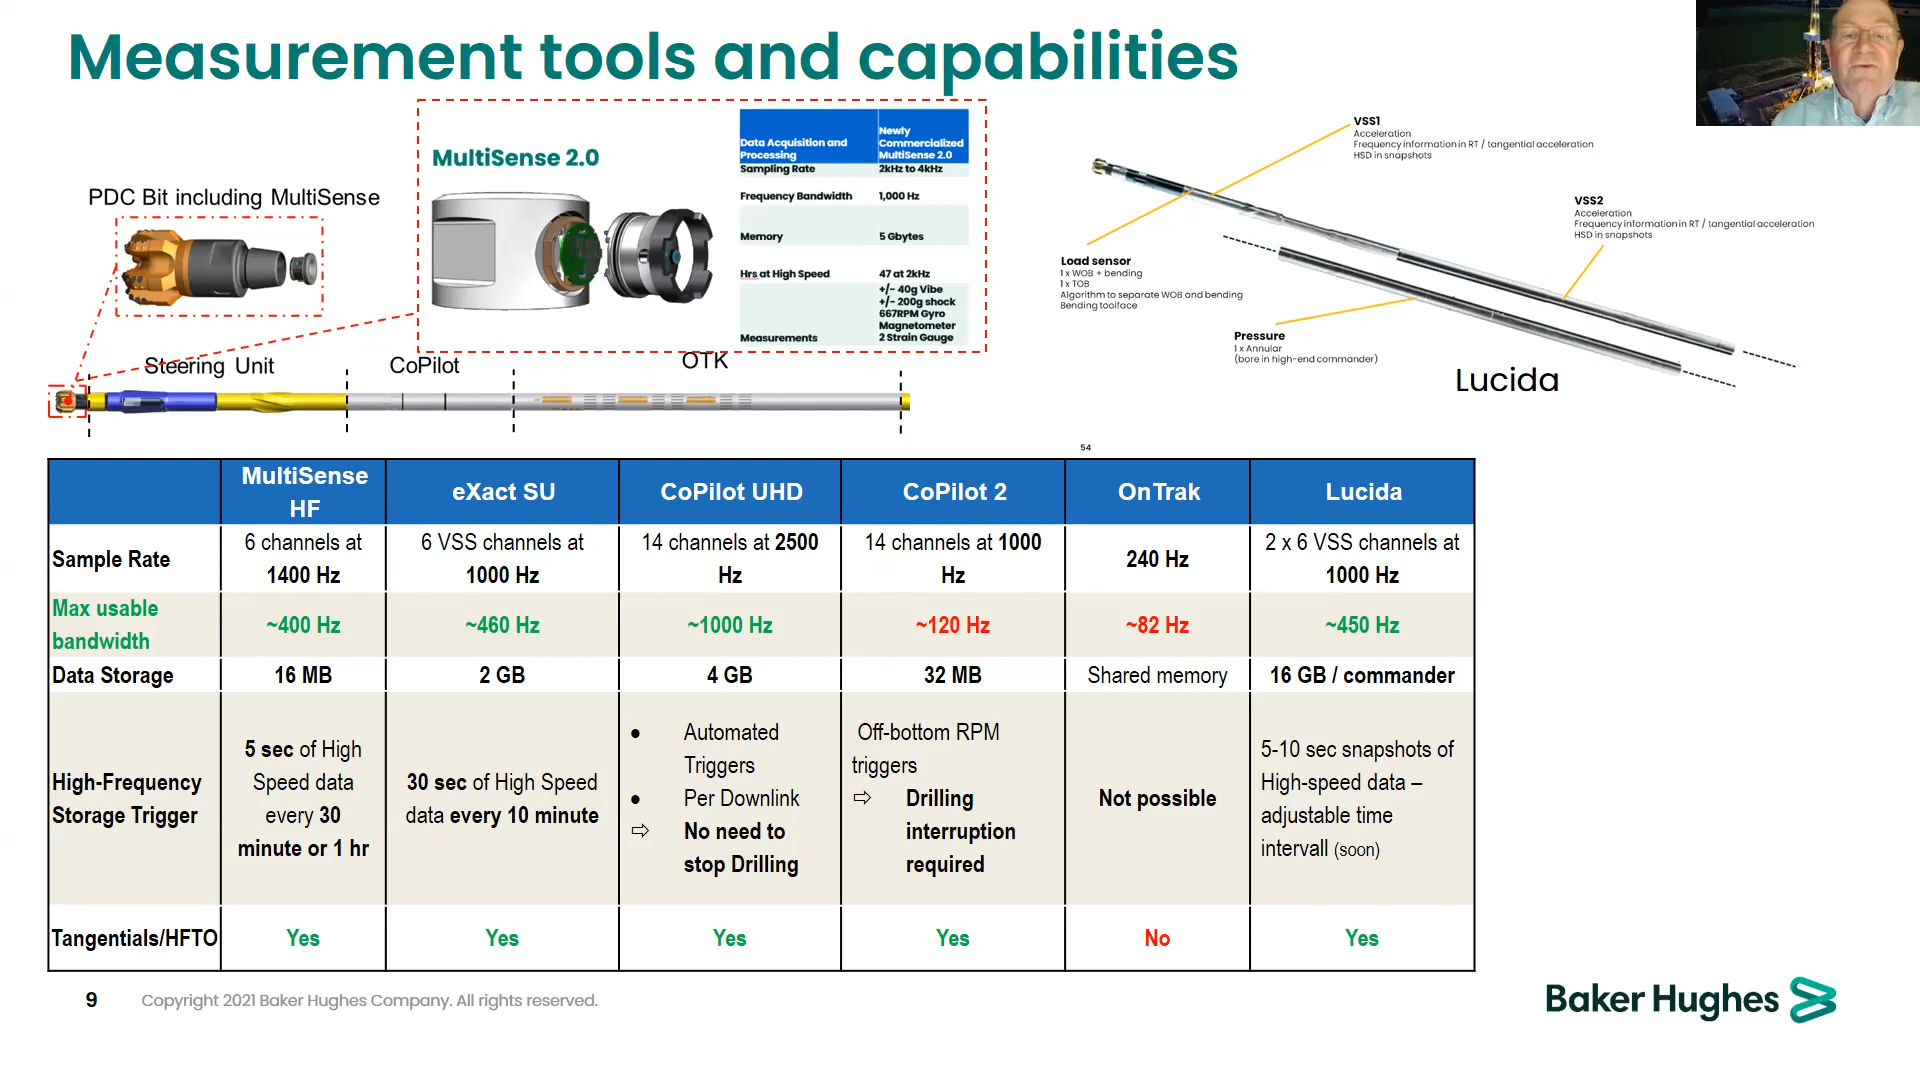 Measurement tools and capabilities
PDC Bit including MultiSense
MultiSense 2.0
Data Acquisition and Processing
Newly Commercialized MultiSense 2.0
Sampling Rate
2kHz to 4kHz
Frequency Bandwidth
1,000 Hz
Memory
5 Gbytes
Hrs at High Speed
47 at 2kHz
Measurements
+/- 40g Vibe
+/- 200g shock
667RPM Gyro
Magnetometer
2 Strain Gauge
Steering Unit
CoPilot
OTK
VSS1
Acceleration
Frequency information in RT / tangential acceleration
HSD in snapshots
VSS2
Acceleration
Frequency information in RT / tangential acceleration
HSD in snapshots
Load sensor
1 x WOB + bending
1 x TOB
Algorithm to separate WOB and bending
Bending toolface
Pressure
1 x Annular
(bore in high-end commander)
Lucida
54
MultiSense HF
eXact SU
CoPilot UHD
CoPilot 2
OnTrak
Lucida
Sample Rate
6 channels at 1400 Hz
6 VSS channels at 1000 Hz
14 channels at 2500 Hz
14 channels at 1000 Hz
240 Hz
2 x 6 VSS channels at 1000 Hz
Max usable bandwidth
~400 Hz
~460 Hz
~1000 Hz
~120 Hz
~82 Hz
~450 Hz
Data Storage
16 MB
2 GB
4 GB
32 MB
Shared memory
16 GB / commander
High-Frequency Storage Trigger
5 sec of High Speed data every 30 minute or 1 hr
30 sec of High Speed data every 10 minute
• Automated Triggers
• Per Downlink
⇨ No need to stop Drilling
Off-bottom RPM triggers
⇨ Drilling interruption required
Not possible
5-10 sec snapshots of High-speed data – adjustable time intervall (soon)
Tangentials/HFTO
Yes
Yes
Yes
Yes
No
Yes
9
Copyright 2021 Baker Hughes Company. All rights reserved.
Baker Hughes